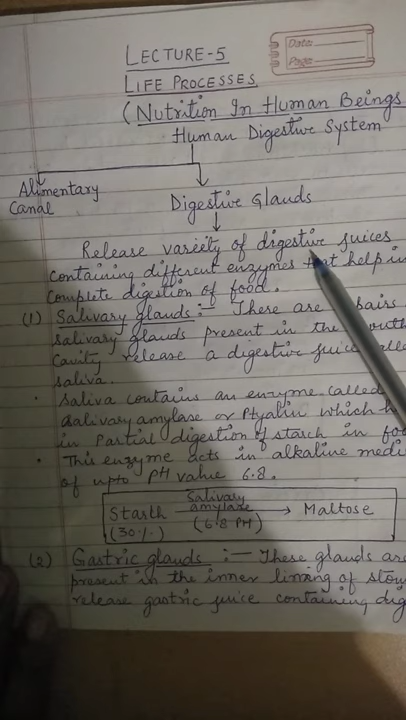 LECTURE-5
Date:
Page:
LIFE PROCESSES
(Nutrition In Human Beings
Human Digestive System
Alimentary Canal
Digestive Glands
Release variety of digestive juices
containing different enzymes that help in
complete digestion of food.
(1) Salivary glands :- There are pairs
salivary glands present in the
cavity release a digestive juice
saliva.
• Saliva contains an enzyme called
salivary amylase or Ptyalin which
in Partial digestion of starch in
• This enzyme acts in alkaline
of upto PH value 6.8.
Salivary
Starth amylase → Maltose
(30%) (6.8 PH)
(2) Gastric glands :- These glands are
present in the inner lining of
release gastric juice containing